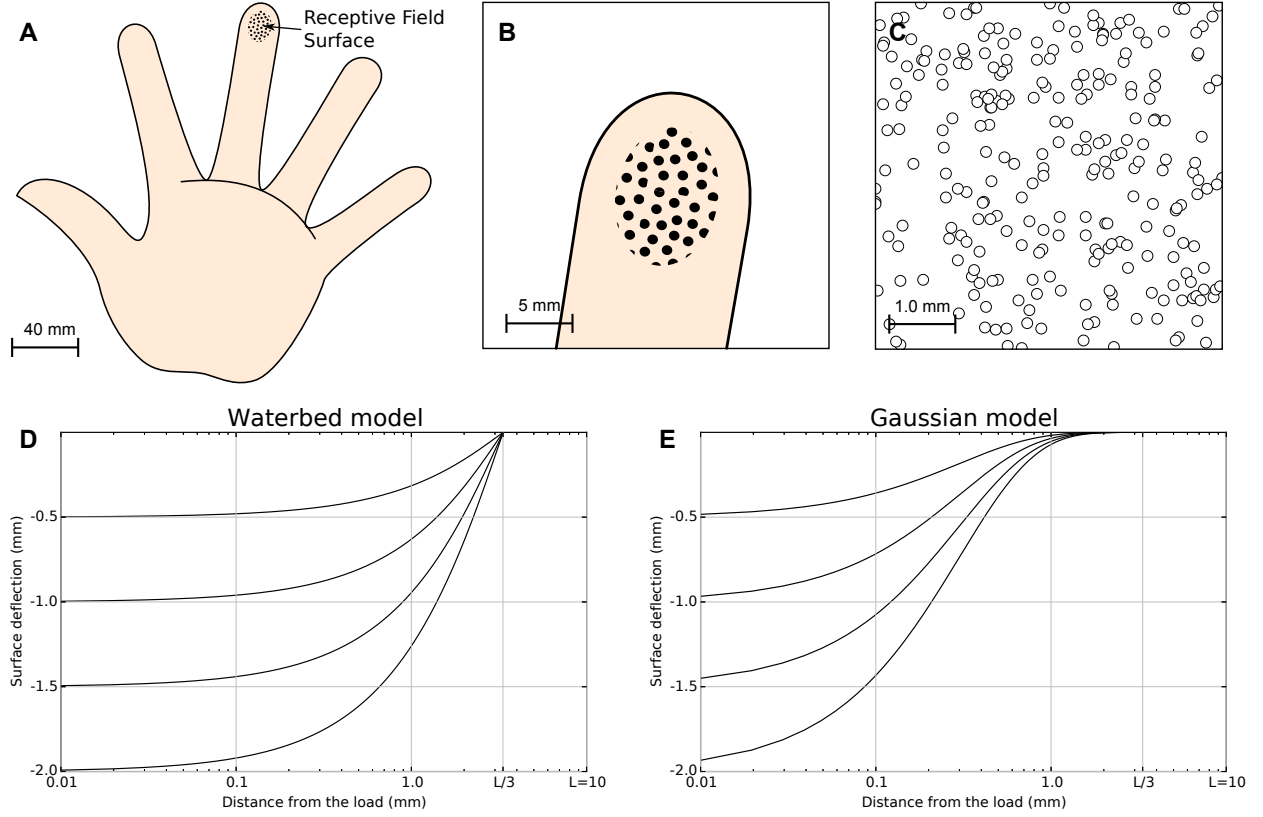 A
Receptive Field
Surface
40 mm
B
5 mm
C
1.0 mm
Waterbed model
D
Surface deflection (mm)
-0.5
-1.0
-1.5
-2.0
0.01
0.1
1.0
L/3
L=10
Distance from the load (mm)
Gaussian model
E
Surface deflection (mm)
-0.5
-1.0
-1.5
-2.0
0.01
0.1
1.0
L/3
L=10
Distance from the load (mm)